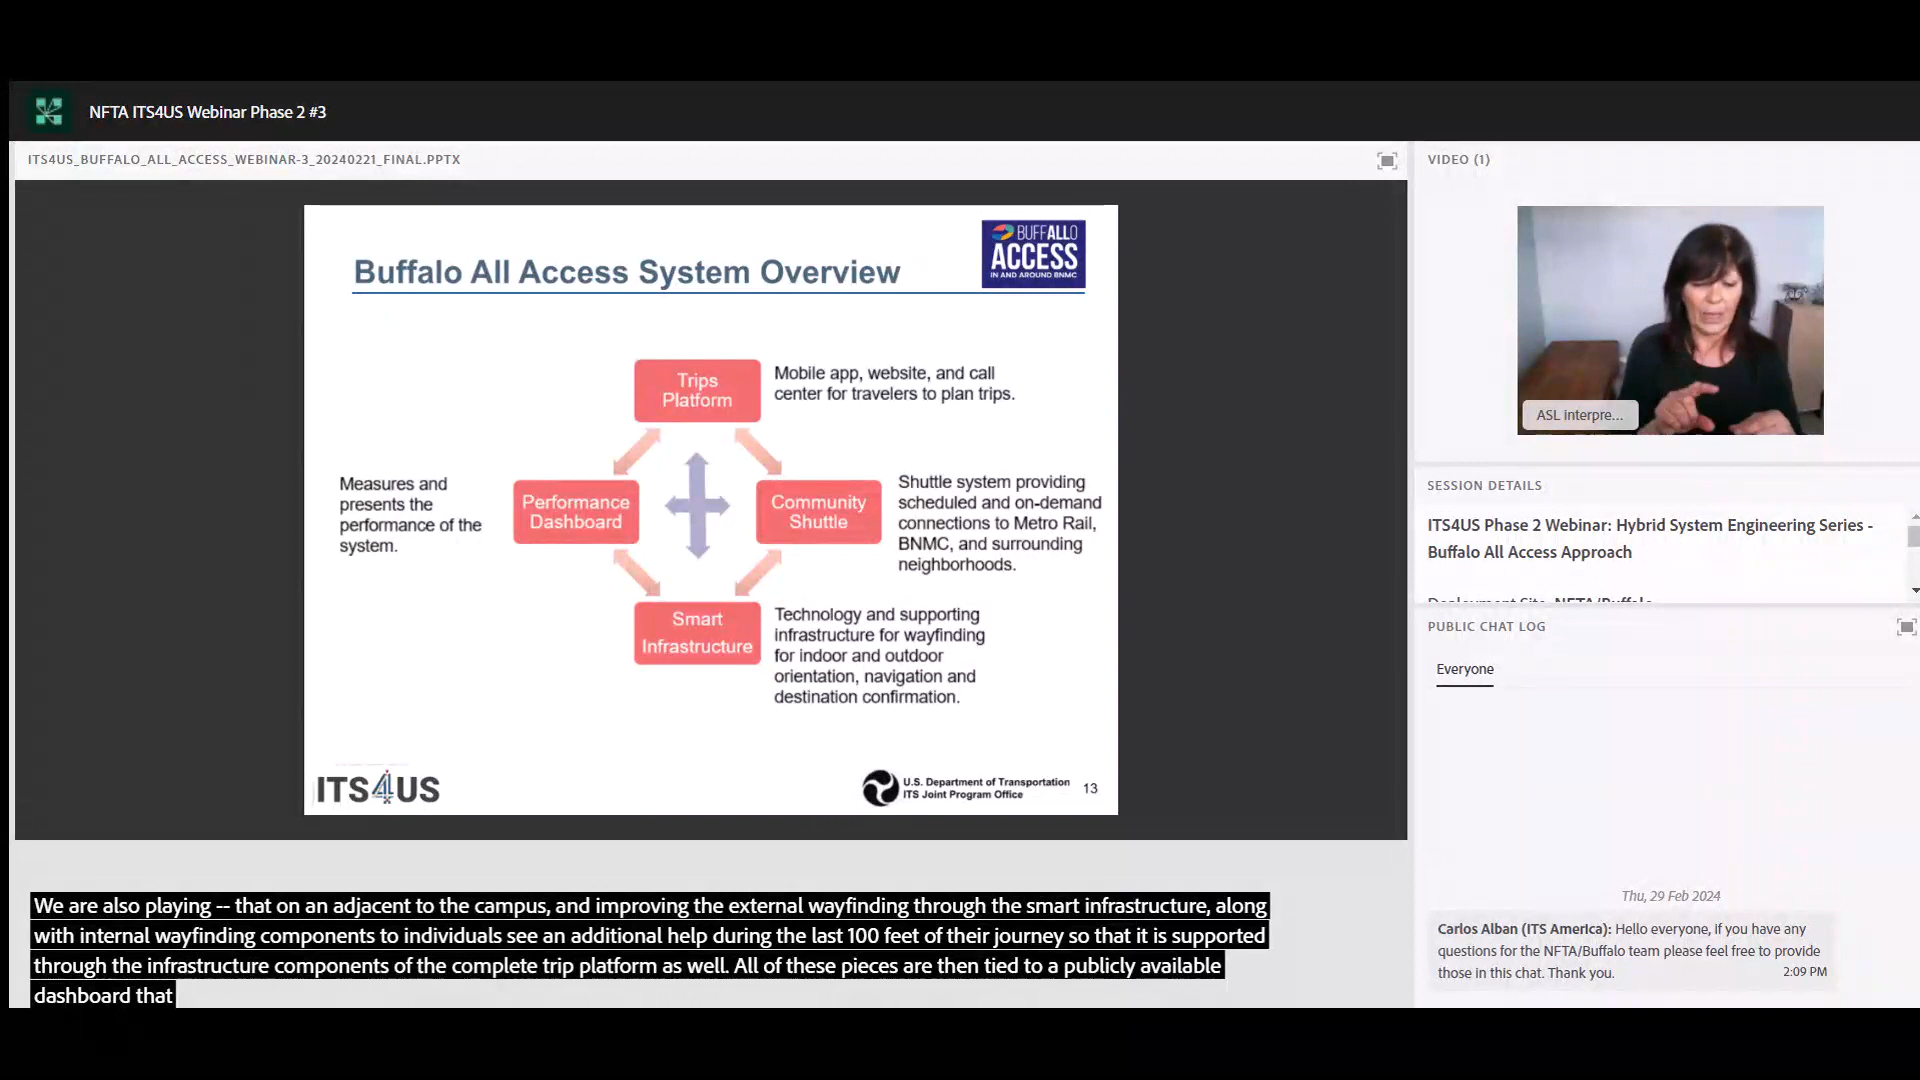 NFTA ITS4US Webinar Phase 2 #3
ITS4US_BUFFALO_ALL_ACCESS_WEBINAR-3_20240221_FINAL.PPTX
Buffalo All Access System Overview
BUFFALLO
ACCESS
IN AND AROUND BNMC
Trips
Platform
Mobile app, website, and call
center for travelers to plan trips.
Measures and
presents the
performance of the
system.
Performance
Dashboard
Community
Shuttle
Shuttle system providing
scheduled and on-demand
connections to Metro Rail,
BNMC, and surrounding
neighborhoods.
Smart
Infrastructure
Technology and supporting
infrastructure for wayfinding
for indoor and outdoor
orientation, navigation and
destination confirmation.
ITS4US
U.S. Department of Transportation
ITS Joint Program Office
13
We are also playing -- that on an adjacent to the campus, and improving the external wayfinding through the smart infrastructure, along
with internal wayfinding components to individuals see an additional help during the last 100 feet of their journey so that it is supported
through the infrastructure components of the complete trip platform as well. All of these pieces are then tied to a publicly available
dashboard that
VIDEO (1)
ASL interpre...
SESSION DETAILS
ITS4US Phase 2 Webinar: Hybrid System Engineering Series -
Buffalo All Access Approach
Deployment Site NFTA/Buffalo
PUBLIC CHAT LOG
Everyone
Thu, 29 Feb 2024
Carlos Alban (ITS America): Hello everyone, if you have any
questions for the NFTA/Buffalo team please feel free to provide
those in this chat. Thank you.
2:09 PM